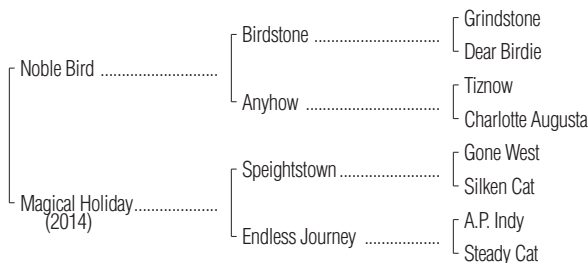 Grindstone
Birdstone ........................................
Dear Birdie
Noble Bird .....................................
Tiznow
Anyhow ...........................................
Charlotte Augusta
Gone West
Speightstown ................................
Silken Cat
Magical Holiday..........................
(2014)
A.P. Indy
Endless Journey ........................
Steady Cat